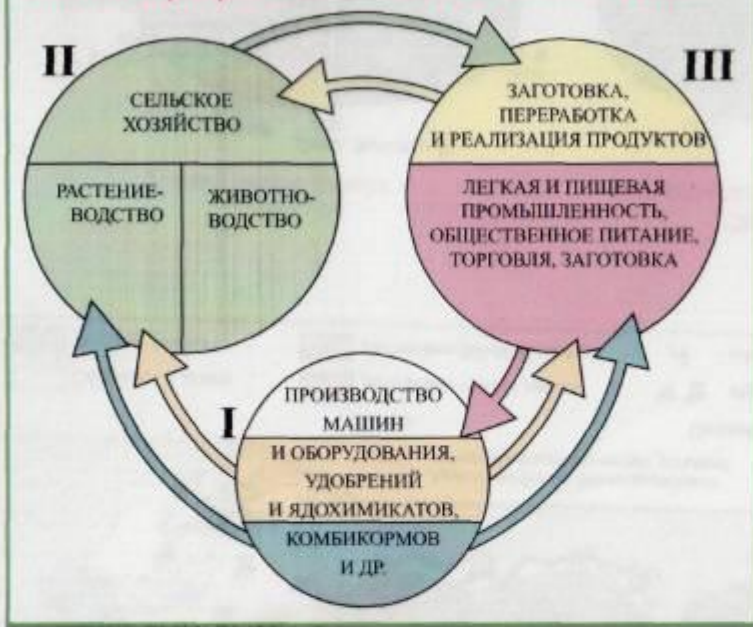 II
СЕЛЬСКОЕ
ХОЗЯЙСТВО
РАСТЕНИЕ-
ВОДСТВО
ЖИВОТНО-
ВОДСТВО
III
ЗАГОТОВКА,
ПЕРЕРАБОТКА
И РЕАЛИЗАЦИЯ ПРОДУКТОВ
ЛЕГКАЯ И ПИЩЕВАЯ
ПРОМЫШЛЕННОСТЬ,
ОБЩЕСТВЕННОЕ ПИТАНИЕ,
ТОРГОВЛЯ, ЗАГОТОВКА
I
ПРОИЗВОДСТВО
МАШИН
И ОБОРУДОВАНИЯ,
УДОБРЕНИЙ
И ЯДОХИМИКАТОВ,
КОМБИКОРМОВ
И ДР.